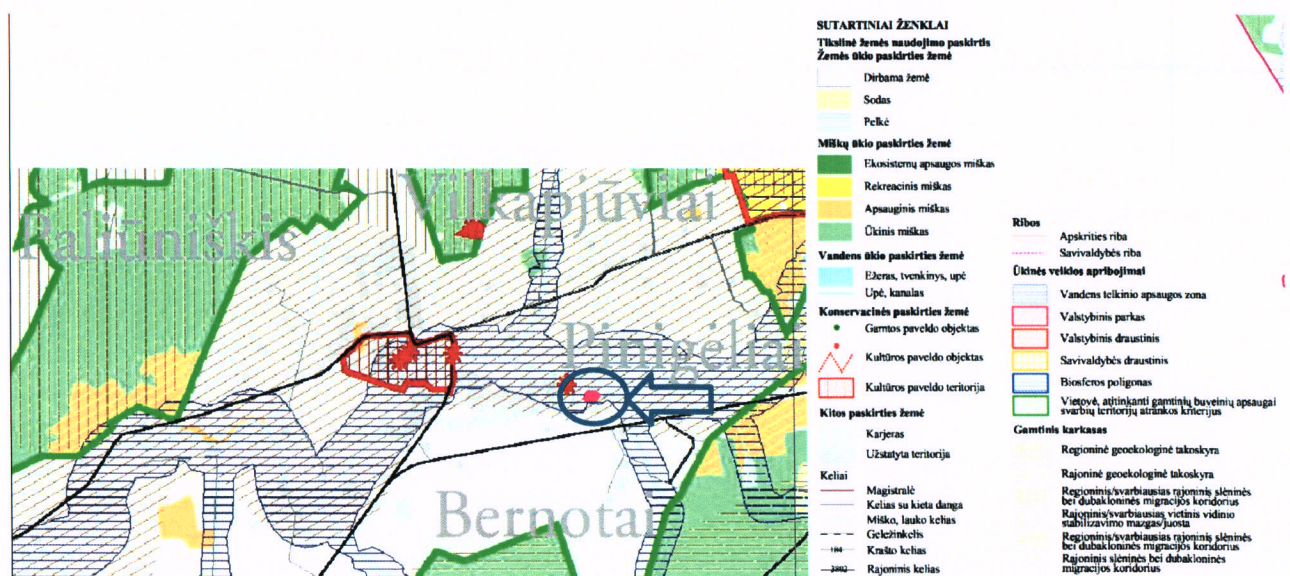 Paliūniškis
Vilkapjūviai
Pinigėliai
Bernotai
SUTARTINIAI ŽENKLAI
Tikslinė žemės naudojimo paskirtis
Žemės ūkio paskirties žemė
Dirbama žemė
Sodas
Pelkė
Miškų ūkio paskirties žemė
Ekosistemų apsaugos miškas
Rekreacinis miškas
Apsauginis miškas
Ūkinis miškas
Vandens ūkio paskirties žemė
Ežeras, tvenkinys, upė
Upė, kanalas
Konservacinės paskirties žemė
Gamtos paveldo objektas
Kultūros paveldo objektas
Kultūros paveldo teritorija
Kitos paskirties žemė
Karjeras
Užstatyta teritorija
Keliai
Magistralė
Kelias su kieta danga
Miško, lauko kelias
Geležinkelis
184 Krašto kelias
3802 Rajoninis kelias
Ribos
Apskrities riba
Savivaldybės riba
Ūkinės veiklos apribojimai
Vandens telkinio apsaugos zona
Valstybinis parkas
Valstybinis draustinis
Savivaldybės draustinis
Biosferos poligonas
Vietovė, atitinkanti gamtinių buveinių apsaugai
svarbių teritorijų atrankos kriterijus
Gamtinis karkasas
Regioninė geoekologinė takoskyra
Rajoninė geoekologinė takoskyra
Regioninis/svarbiausias rajoninis slėninės
bei dubakloninės migracijos koridorius
Rajoninis/svarbiausias vietinis vidinio
stabilizavimo mazgas/juosta
Regioninis/svarbiausias rajoninis slėninės
bei dubakloninės migracijos koridorius
Rajoninis slėninės bei dubakloninės
migracijos koridorius